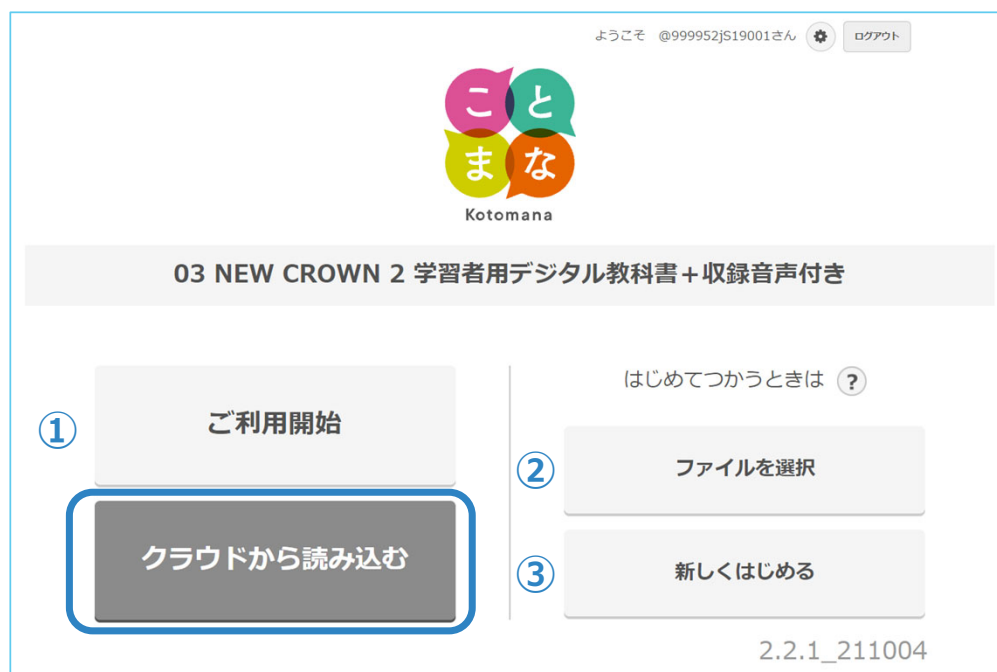 ようこそ @999952jS19001さん ログアウト
こと
まな
Kotomana
03 NEW CROWN 2 学習者用デジタル教科書+収録音声付き
① ご利用開始
クラウドから読み込む
はじめてつかうときは ?
② ファイルを選択
③ 新しくはじめる
2.2.1_211004